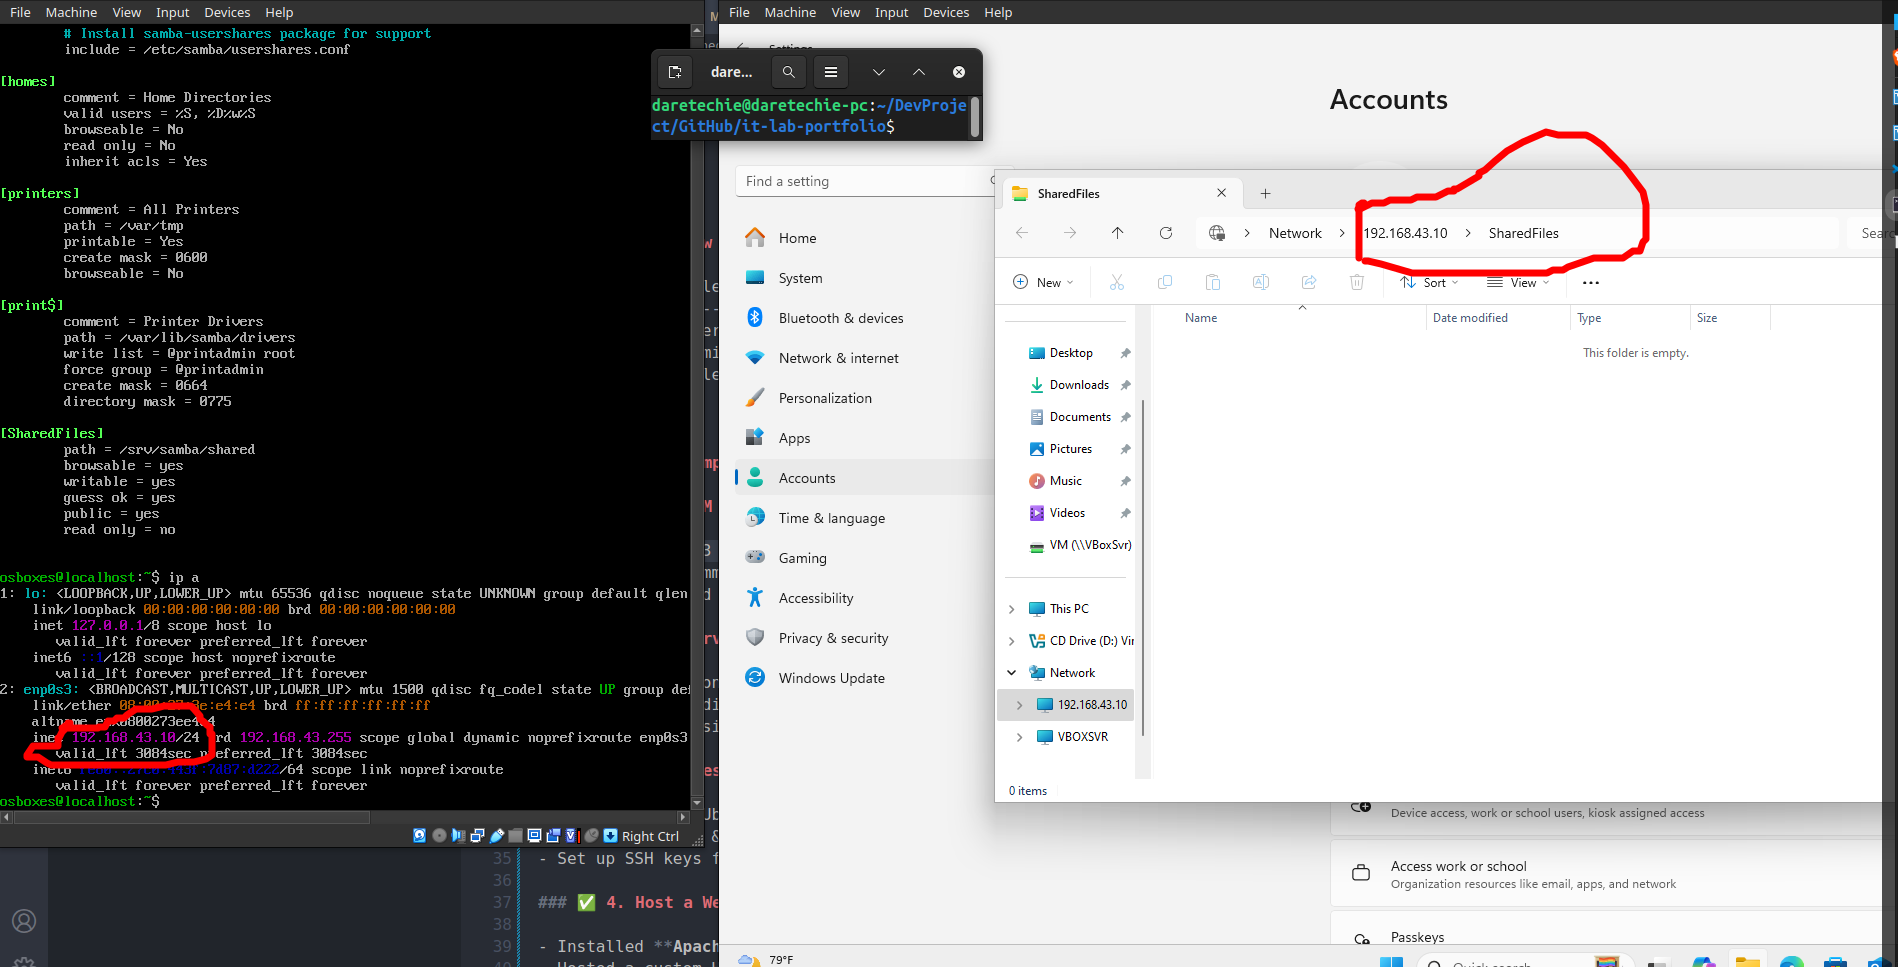 File Machine View Input Devices Help
# Install samba-usershares package for support
include = /etc/samba/usershares.conf
[homes]
comment = Home Directories
valid users = %S, %D%w%S
browseable = No
read only = No
inherit acls = Yes
[printers]
comment = All Printers
path = /var/tmp
printable = Yes
create mask = 0600
browseable = No
[print$]
comment = Printer Drivers
path = /var/lib/samba/drivers
write list = @printadmin root
force group = @printadmin
create mask = 0664
directory mask = 0775
[SharedFiles]
path = /srv/samba/shared
browsable = yes
writable = yes
guess ok = yes
public = yes
read only = no
osboxes@localhost:~$ ip a
1: lo: <LOOPBACK,UP,LOWER_UP> mtu 65536 qdisc noqueue state UNKNOWN group default qlen
link/loopback 00:00:00:00:00:00 brd 00:00:00:00:00:00
inet 127.0.0.1/8 scope host lo
valid_lft forever preferred_lft forever
inet6 ::1/128 scope host noprefixroute
valid_lft forever preferred_lft forever
2: enp0s3: <BROADCAST,MULTICAST,UP,LOWER_UP> mtu 1500 qdisc fq_codel state UP group def
link/ether e4:e4 brd ff:ff:ff:ff:ff:ff
altname
inet 192.168.43.10/24 brd 192.168.43.255 scope global dynamic noprefixroute enp0s3
valid_lft 3084sec preferred_lft 3084sec
inet6 /64 scope link noprefixroute
valid_lft forever preferred_lft forever
osboxes@localhost:~$
Right Ctrl
35 - Set up SSH keys f
36
37 ### ✅ 4. Host a We
38
39 - Installed **Apach
dare...
daretechie@daretechie-pc:~/DevProje
ct/GitHub/it-lab-portfolio$
File Machine View Input Devices Help
Settings
Accounts
Find a setting
Home
System
Bluetooth & devices
Network & internet
Personalization
Apps
Accounts
Time & language
Gaming
Accessibility
Privacy & security
Windows Update
SharedFiles
Network > 192.168.43.10 > SharedFiles
Searc
New Sort View
Name Date modified Type Size
This folder is empty.
Desktop
Downloads
Documents
Pictures
Music
Videos
VM (\\VBoxSvr)
This PC
CD Drive (D:) Vir
Network
192.168.43.10
VBOXSVR
0 items
Device access, work or school users, kiosk assigned access
Access work or school
Organization resources like email, apps, and network
Passkeys
79°F
Quick search